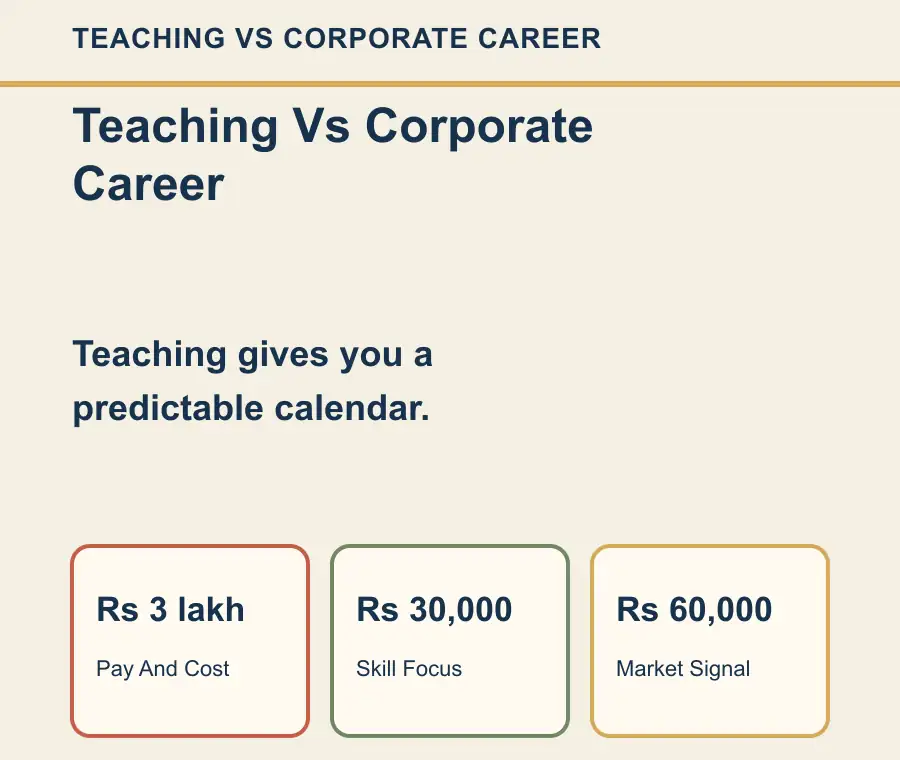 TEACHING VS CORPORATE CAREER
Teaching Vs Corporate
Career
Teaching gives you a
predictable calendar.
Rs 3 lakh
Pay And Cost
Rs 30,000
Skill Focus
Rs 60,000
Market Signal